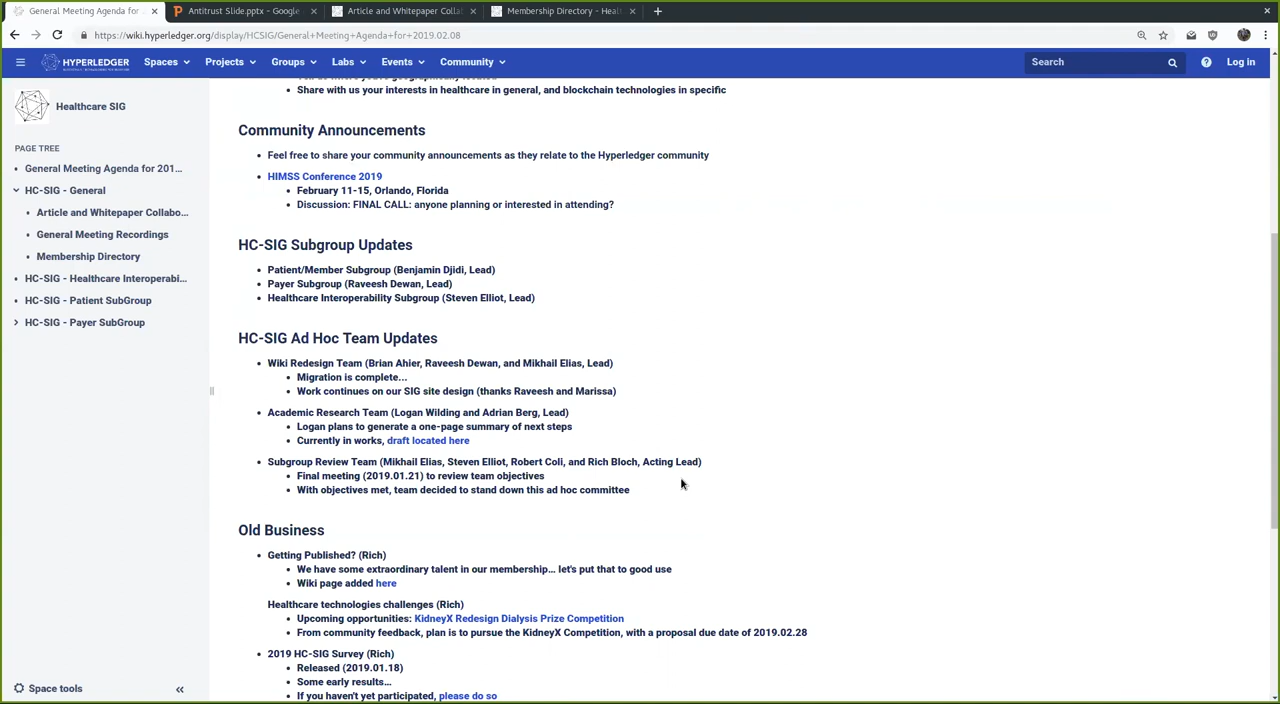 General Meeting Agenda for
Antitrust Slide.pptx - Google
Article and Whitepaper Colla
Membership Directory - Heal
https://wiki.hyperledger.org/display/HCSIG/General+Meeting+Agenda+for+2019.02.08
HYPERLEDGER
Spaces
Projects
Groups
Labs
Events
Community
Search
Log in
Healthcare SIG
PAGE TREE
General Meeting Agenda for 201...
HC-SIG - General
Article and Whitepaper Collabo...
General Meeting Recordings
Membership Directory
HC-SIG - Healthcare Interoperabi...
HC-SIG - Patient SubGroup
HC-SIG - Payer SubGroup
Space tools
Tell us where you're geographically located
Share with us your interests in healthcare in general, and blockchain technologies in specific
Community Announcements
Feel free to share your community announcements as they relate to the Hyperledger community
HIMSS Conference 2019
February 11-15, Orlando, Florida
Discussion: FINAL CALL: anyone planning or interested in attending?
HC-SIG Subgroup Updates
Patient/Member Subgroup (Benjamin Djidi, Lead)
Payer Subgroup (Raveesh Dewan, Lead)
Healthcare Interoperability Subgroup (Steven Elliot, Lead)
HC-SIG Ad Hoc Team Updates
Wiki Redesign Team (Brian Ahier, Raveesh Dewan, and Mikhail Elias, Lead)
Migration is complete...
Work continues on our SIG site design (thanks Raveesh and Marissa)
Academic Research Team (Logan Wilding and Adrian Berg, Lead)
Logan plans to generate a one-page summary of next steps
Currently in works, draft located here
Subgroup Review Team (Mikhail Elias, Steven Elliot, Robert Coli, and Rich Bloch, Acting Lead)
Final meeting (2019.01.21) to review team objectives
With objectives met, team decided to stand down this ad hoc committee
Old Business
Getting Published? (Rich)
We have some extraordinary talent in our membership... let's put that to good use
Wiki page added here
Healthcare technologies challenges (Rich)
Upcoming opportunities: KidneyX Redesign Dialysis Prize Competition
From community feedback, plan is to pursue the KidneyX Competition, with a proposal due date of 2019.02.28
2019 HC-SIG Survey (Rich)
Released (2019.01.18)
Some early results...
If you haven't yet participated, please do so